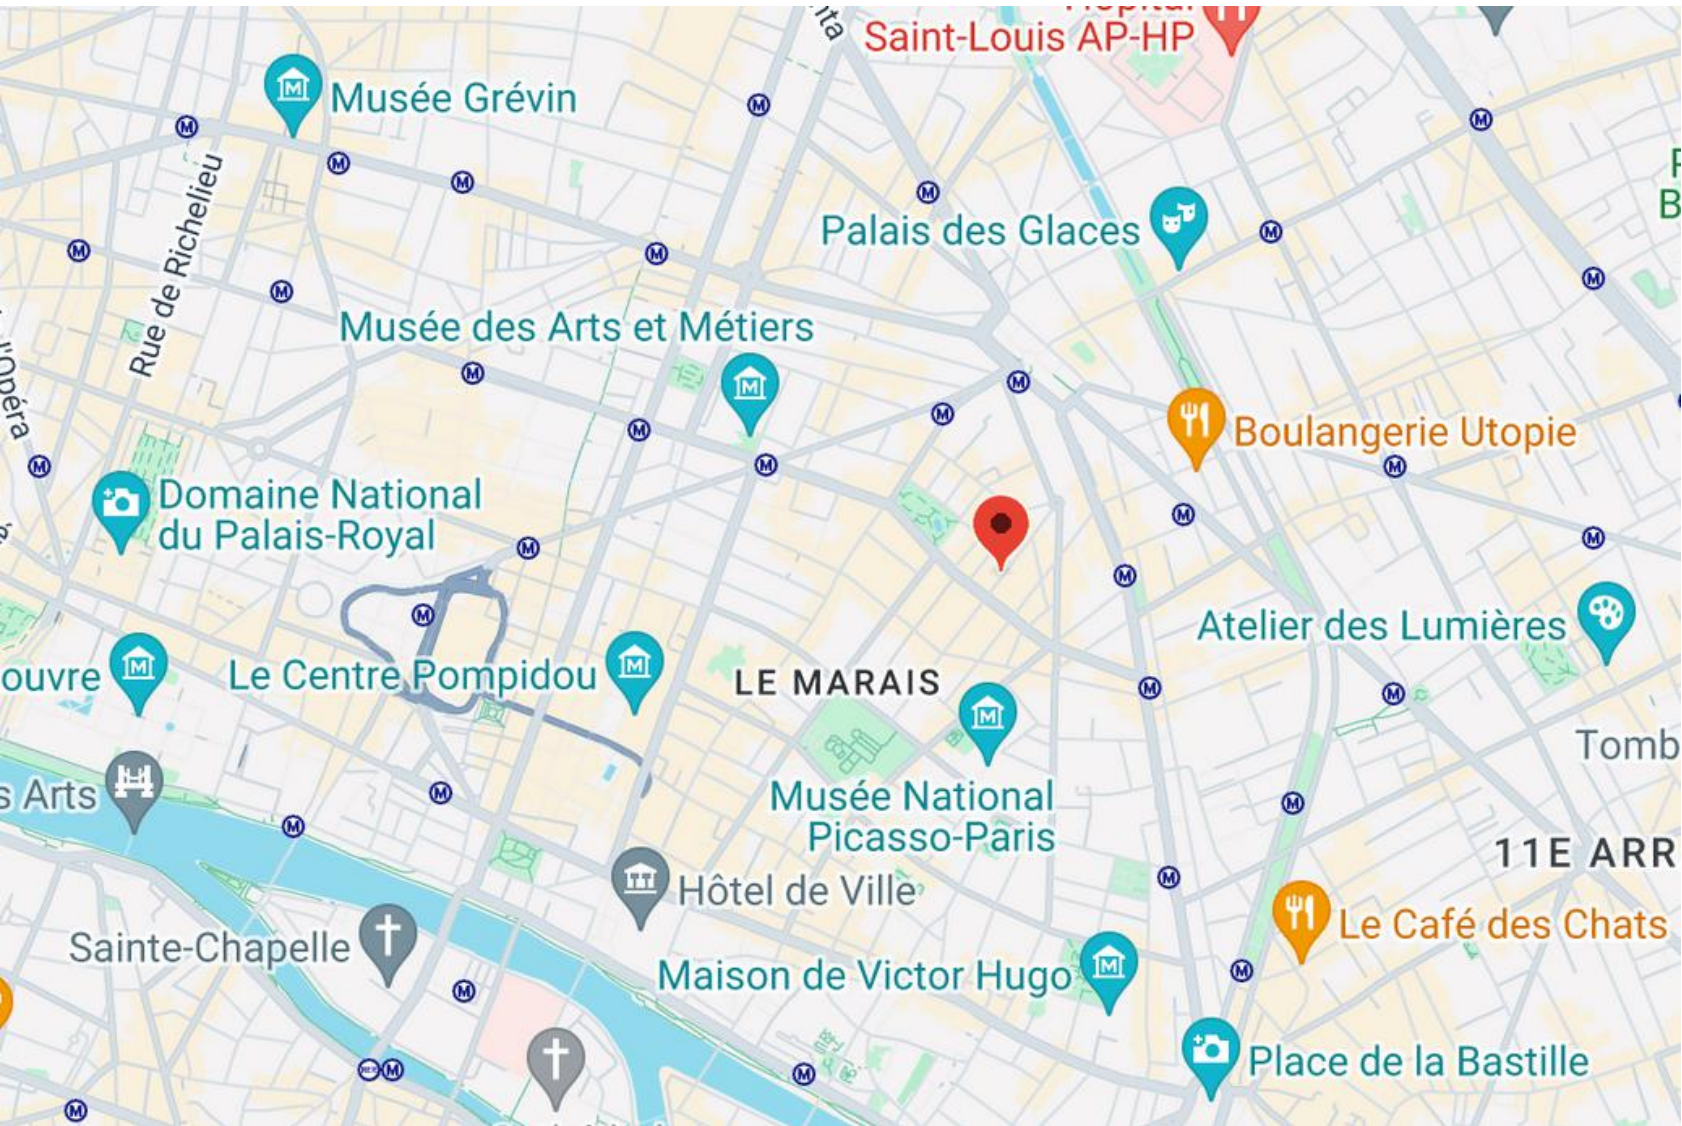 Saint-Louis AP-HP
Musée Grévin
Rue de Richelieu
Palais des Glaces
Musée des Arts et Métiers
l'Opéra
Boulangerie Utopie
Domaine National
du Palais-Royal
Atelier des Lumières
ouvre
Le Centre Pompidou
LE MARAIS
Tomb
s Arts
Musée National
Picasso-Paris
11E ARR
Hôtel de Ville
Le Café des Chats
Sainte-Chapelle
Maison de Victor Hugo
Place de la Bastille